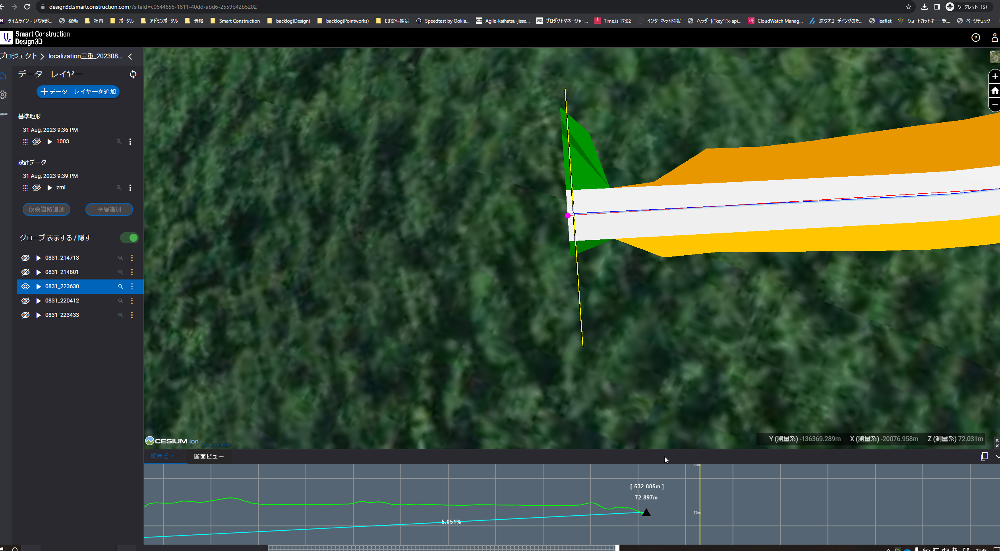 design3d.smartconstruction.com/?siteId=c0644656-1811-40dd-abd6-2559b42b5202
シークレット (5)
B タイムライン - いちゃ部... 稼働 社内 ポータル アドミンポータル 資格 Smart Construction backlog(Design) backlog(Pointworks) EB案件補足 Speedtest by Ookla... CIO Agile-kaihatsu-jisse... pm プロダクトマネージャー... L Time.is 17:02 インターネット時報 ヘッダー[{"key":"x-api... CloudWatch Manag... 逆ジオコーディングのた... leaflet ショートカットキー一覧... ページチェック
Smart Construction
Design3D
プロジェクト localization三重_202308...
データ レイヤー
データ レイヤーを追加
基準地形
31 Aug, 2023 9:36 PM
1003
設計データ
31 Aug, 2023 9:39 PM
zml
仮設道路追加 平場追加
グローブ 表示する / 隠す
0831_214713
0831_214801
0831_223630
0831_220412
0831_223433
CESIUM ion
Y (測量系) -136369.289m X (測量系) -20076.958m Z (測量系) 72.031m
縦断ビュー 断面ビュー
80m
[ 532.885m ]
72.897m
70m
5.051%
22:45